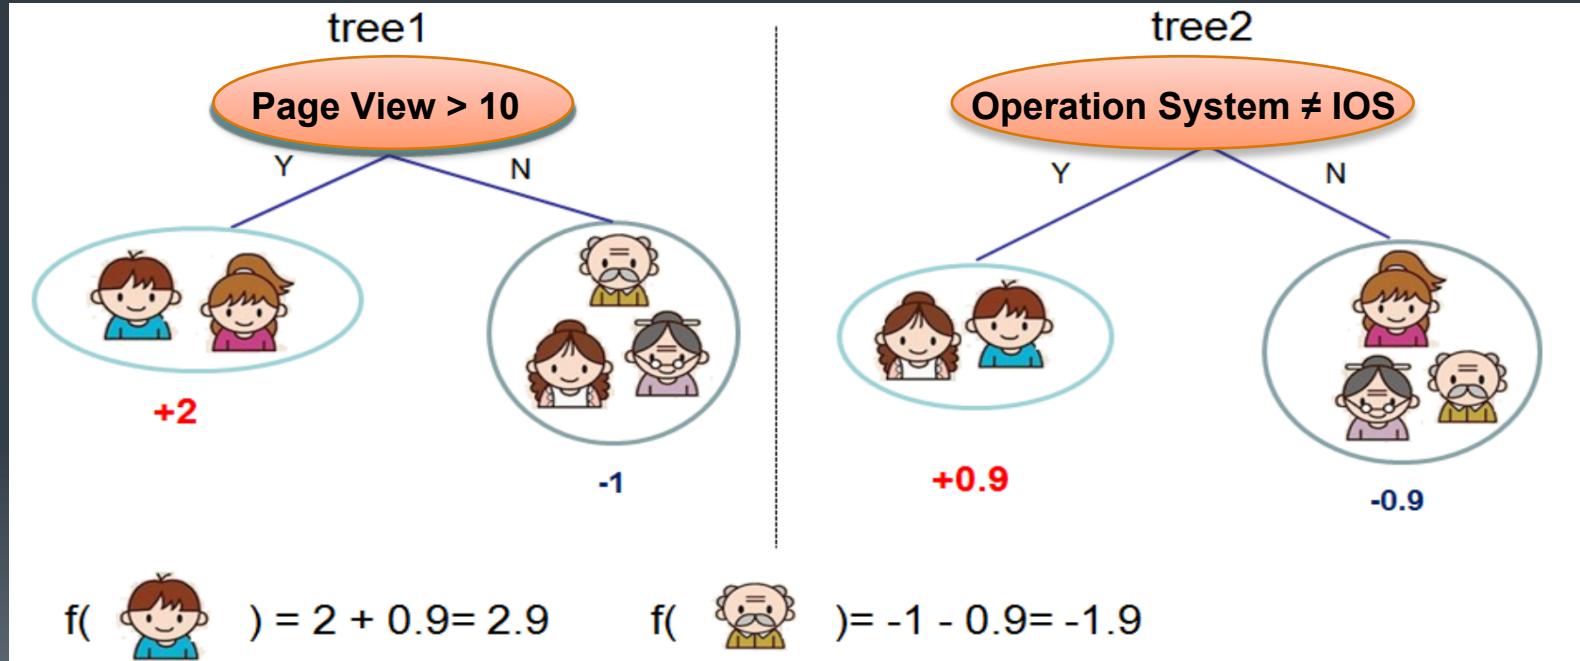 tree1
Page View > 10
Y
N
+2
-1
tree2
Operation System ≠ IOS
Y
N
+0.9
-0.9
f( ) = 2 + 0.9= 2.9
f( )= -1 - 0.9= -1.9